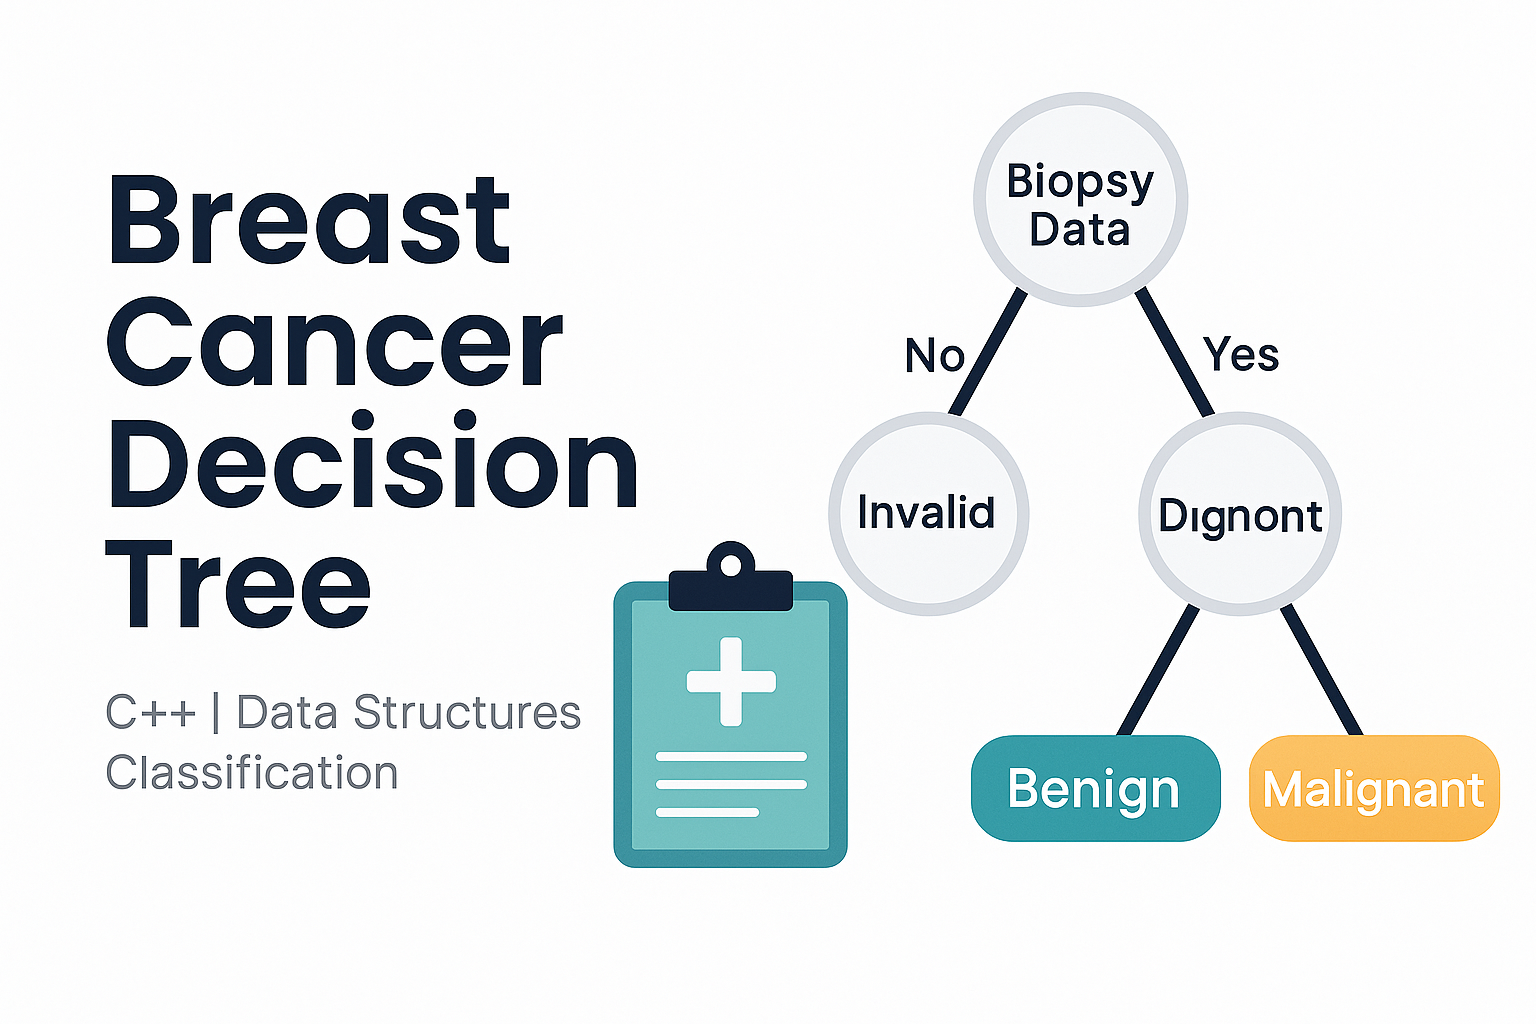 Breast
Cancer
Decision
Tree
C++ | Data Structures
Classification
Biopsy
Data
No
Yes
Invalid
Dıgnont
Benign
Malignant